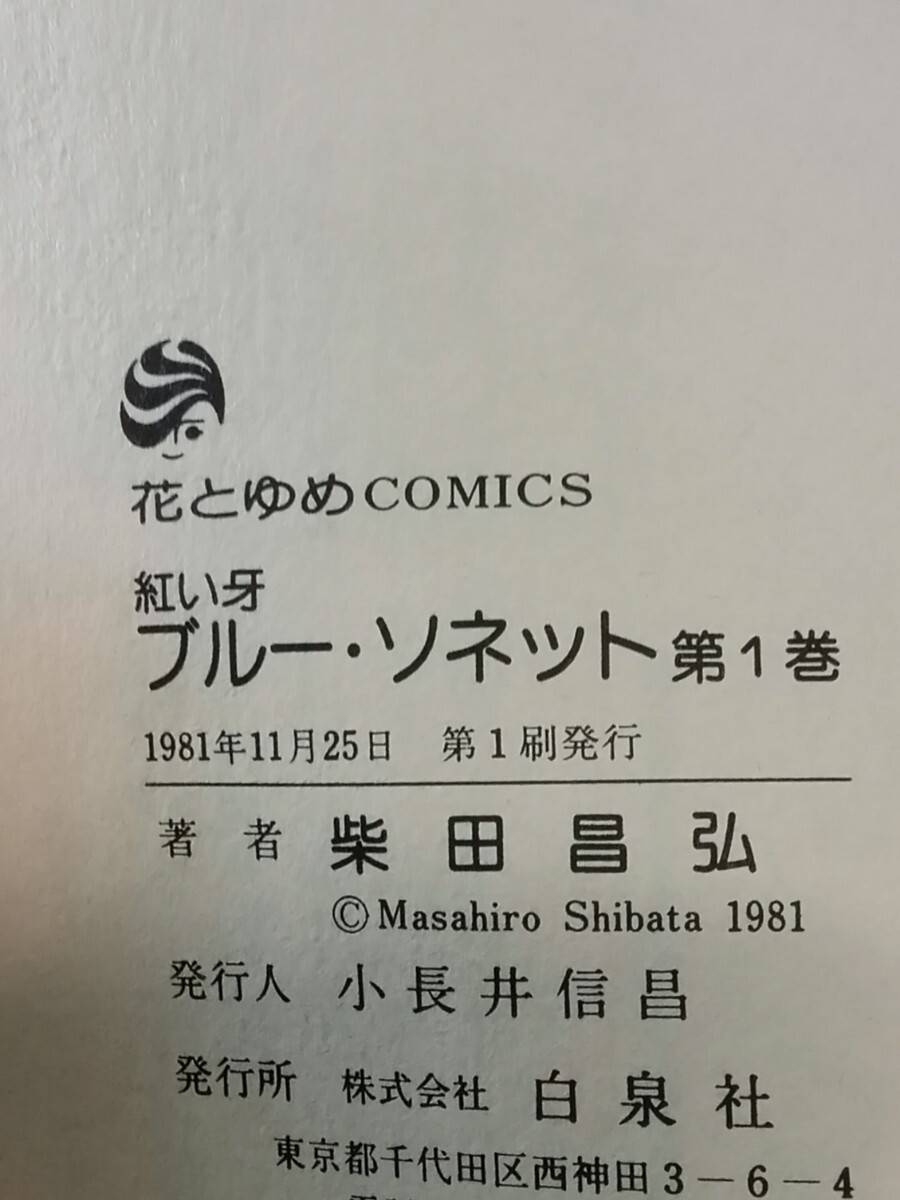 花とゆめCOMICS
紅い牙
ブルー・ソネット 第1巻
1981年11月25日 第1刷発行
著者 柴田昌弘
©Masahiro Shibata 1981
発行人 小長井信昌
発行所 株式会社 白泉社
東京都千代田区西神田3−6−4